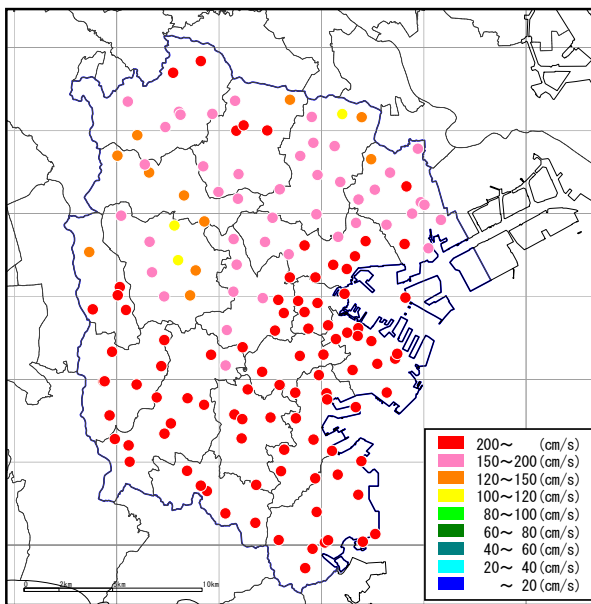 200～ (cm/s)
150～200(cm/s)
120～150(cm/s)
100～120(cm/s)
80～100(cm/s)
60～ 80(cm/s)
40～ 60(cm/s)
20～ 40(cm/s)
～ 20(cm/s)
0 2km 5km 10km